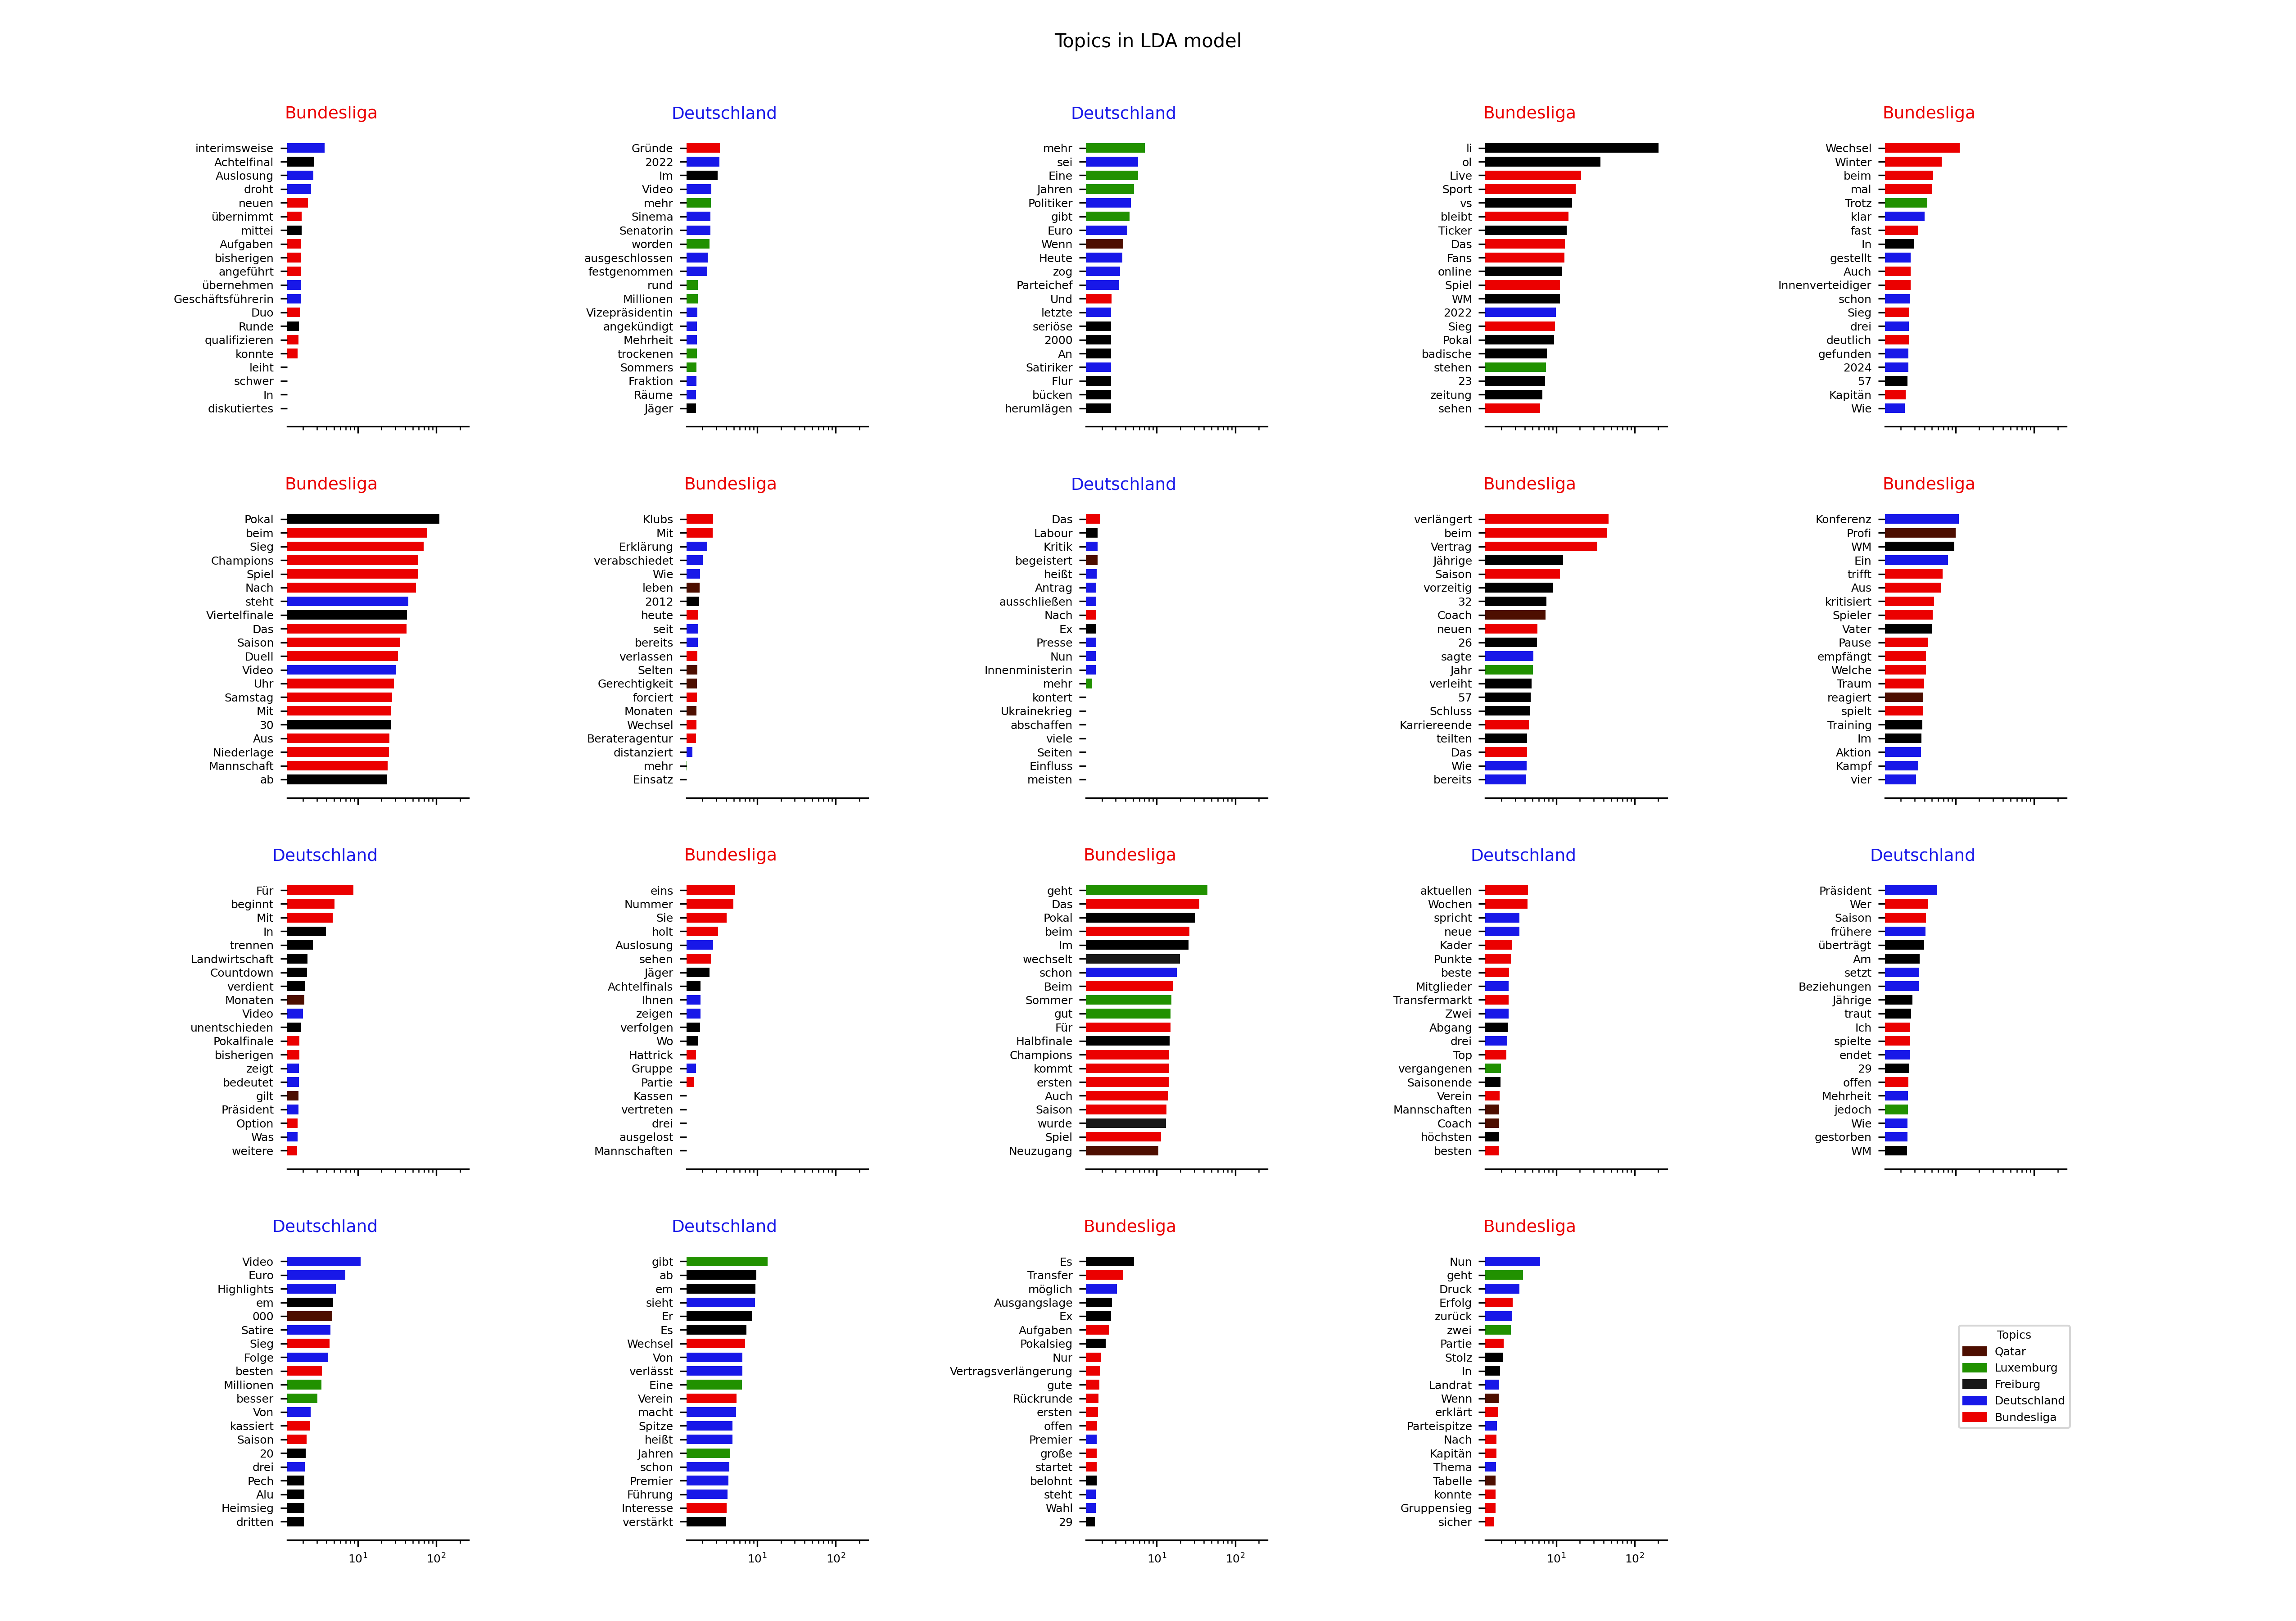 Topics in LDA model
Bundesliga
interimsweise
Achtelfinal
Auslosung
droht
neuen
übernimmt
mittei
Aufgaben
bisherigen
angeführt
übernehmen
Geschäftsführerin
Duo
Runde
qualifizieren
konnte
leiht
schwer
In
diskutiertes
Deutschland
Gründe
2022
Im
Video
mehr
Sinema
Senatorin
worden
ausgeschlossen
festgenommen
rund
Millionen
Vizepräsidentin
angekündigt
Mehrheit
trockenen
Sommers
Fraktion
Räume
Jäger
Deutschland
mehr
sei
Eine
Jahren
Politiker
gibt
Euro
Wenn
Heute
zog
Parteichef
Und
letzte
seriöse
2000
An
Satiriker
Flur
bücken
herumlägen
Bundesliga
li
ol
Live
Sport
vs
bleibt
Ticker
Das
Fans
online
Spiel
WM
2022
Sieg
Pokal
badische
stehen
23
zeitung
sehen
Bundesliga
Wechsel
Winter
beim
mal
Trotz
klar
fast
In
gestellt
Auch
Innenverteidiger
schon
Sieg
drei
deutlich
gefunden
2024
57
Kapitän
Wie
Bundesliga
Pokal
beim
Sieg
Champions
Spiel
Nach
steht
Viertelfinale
Das
Saison
Duell
Video
Uhr
Samstag
Mit
30
Aus
Niederlage
Mannschaft
ab
Bundesliga
Klubs
Mit
Erklärung
verabschiedet
Wie
leben
2012
heute
seit
bereits
verlassen
Selten
Gerechtigkeit
forciert
Monaten
Wechsel
Berateragentur
distanziert
mehr
Einsatz
Deutschland
Das
Labour
Kritik
begeistert
heißt
Antrag
ausschließen
Nach
Ex
Presse
Nun
Innenministerin
mehr
kontert
Ukrainekrieg
abschaffen
viele
Seiten
Einfluss
meisten
Bundesliga
verlängert
beim
Vertrag
Jährige
Saison
vorzeitig
32
Coach
neuen
26
sagte
Jahr
verleiht
57
Schluss
Karriereende
teilten
Das
Wie
bereits
Bundesliga
Konferenz
Profi
WM
Ein
trifft
Aus
kritisiert
Spieler
Vater
Pause
empfängt
Welche
Traum
reagiert
spielt
Training
Im
Aktion
Kampf
vier
Deutschland
Für
beginnt
Mit
In
trennen
Landwirtschaft
Countdown
verdient
Monaten
Video
unentschieden
Pokalfinale
bisherigen
zeigt
bedeutet
gilt
Präsident
Option
Was
weitere
Bundesliga
eins
Nummer
Sie
holt
Auslosung
sehen
Jäger
Achtelfinals
Ihnen
zeigen
verfolgen
Wo
Hattrick
Gruppe
Partie
Kassen
vertreten
drei
ausgelost
Mannschaften
Bundesliga
geht
Das
Pokal
beim
Im
wechselt
schon
Beim
Sommer
gut
Für
Halbfinale
Champions
kommt
ersten
Auch
Saison
wurde
Spiel
Neuzugang
Deutschland
aktuellen
Wochen
spricht
neue
Kader
Punkte
beste
Mitglieder
Transfermarkt
Zwei
Abgang
drei
Top
vergangenen
Saisonende
Verein
Mannschaften
Coach
höchsten
besten
Deutschland
Präsident
Wer
Saison
frühere
überträgt
Am
setzt
Beziehungen
Jährige
traut
Ich
spielte
endet
29
offen
Mehrheit
jedoch
Wie
gestorben
WM
Deutschland
Video
Euro
Highlights
em
000
Satire
Sieg
Folge
besten
Millionen
besser
Von
kassiert
Saison
20
drei
Pech
Alu
Heimsieg
dritten
10¹ 10²
Deutschland
gibt
ab
em
sieht
Er
Es
Wechsel
Von
verlässt
Eine
Verein
macht
Spitze
heißt
Jahren
schon
Premier
Führung
Interesse
verstärkt
10¹ 10²
Bundesliga
Es
Transfer
möglich
Ausgangslage
Ex
Aufgaben
Pokalsieg
Nur
Vertragsverlängerung
gute
Rückrunde
ersten
offen
Premier
große
startet
belohnt
steht
Wahl
29
10¹ 10²
Bundesliga
Nun
geht
Druck
Erfolg
zurück
zwei
Partie
Stolz
In
Landrat
Wenn
erklärt
Parteispitze
Nach
Kapitän
Thema
Tabelle
konnte
Gruppensieg
sicher
10¹ 10²
Topics
Qatar
Luxemburg
Freiburg
Deutschland
Bundesliga